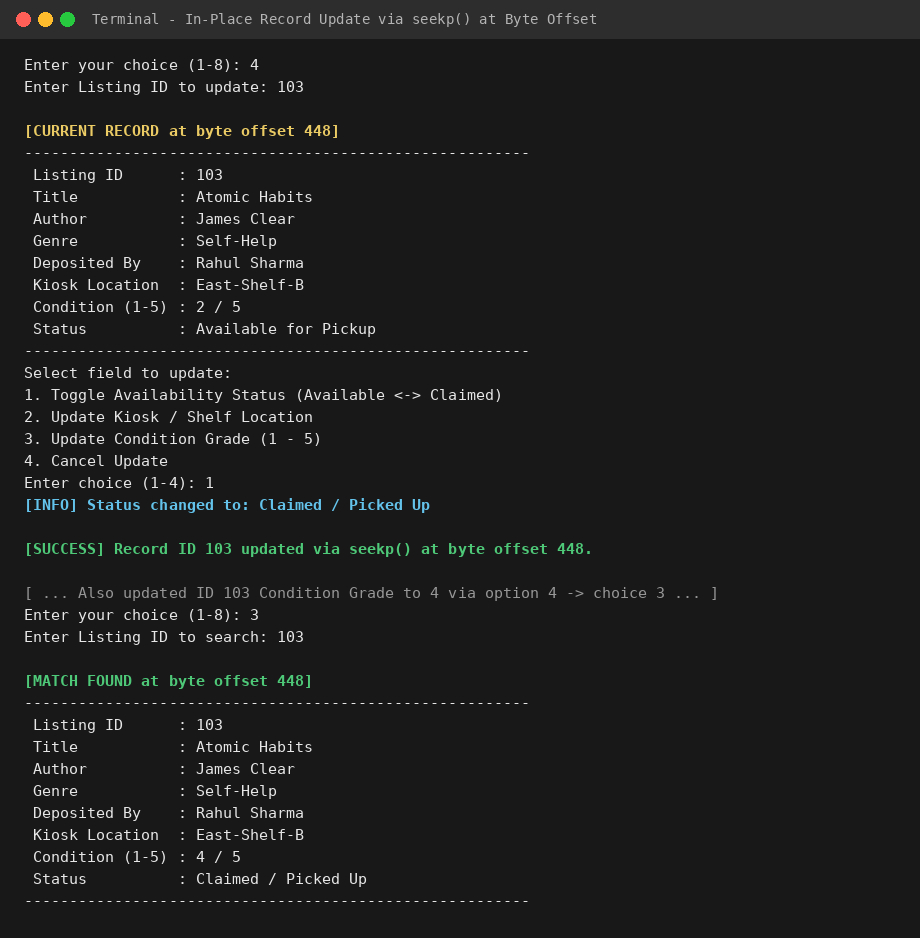 Terminal - In-Place Record Update via seekp() at Byte Offset
Enter your choice (1-8): 4
Enter Listing ID to update: 103
[CURRENT RECORD at byte offset 448]
--------------------------------------------------------
Listing ID      : 103
Title           : Atomic Habits
Author          : James Clear
Genre           : Self-Help
Deposited By    : Rahul Sharma
Kiosk Location  : East-Shelf-B
Condition (1-5) : 2 / 5
Status          : Available for Pickup
--------------------------------------------------------
Select field to update:
1. Toggle Availability Status (Available <-> Claimed)
2. Update Kiosk / Shelf Location
3. Update Condition Grade (1 - 5)
4. Cancel Update
Enter choice (1-4): 1
[INFO] Status changed to: Claimed / Picked Up
[SUCCESS] Record ID 103 updated via seekp() at byte offset 448.
[ ... Also updated ID 103 Condition Grade to 4 via option 4 -> choice 3 ... ]
Enter your choice (1-8): 3
Enter Listing ID to search: 103
[MATCH FOUND at byte offset 448]
--------------------------------------------------------
Listing ID      : 103
Title           : Atomic Habits
Author          : James Clear
Genre           : Self-Help
Deposited By    : Rahul Sharma
Kiosk Location  : East-Shelf-B
Condition (1-5) : 4 / 5
Status          : Claimed / Picked Up
--------------------------------------------------------